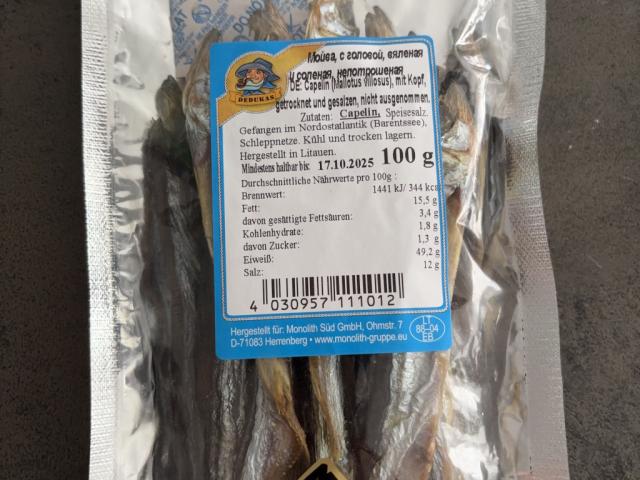 Мойва, с головой, вяленая
и соленая, непотрошеная
DEDUKAS
DE: Capelin (Mallotus villosus), mit Kopf,
getrocknet und gesalzen, nicht ausgenommen.
Zutaten: Capelin, Speisesalz.
Gefangen im Nordostatlantik (Barentssee),
Schleppnetze. Kühl und trocken lagern.
Hergestellt in Litauen.
Mindestens haltbar bis: 17.10.2025 100 g
Durchschnittliche Nährwerte pro 100g :
Brennwert: 1441 kJ/ 344 kcal
Fett: 15,5 g
davon gesättigte Fettsäuren: 3,4 g
Kohlenhydrate: 1,8 g
davon Zucker: 1,3 g
Eiweiß: 49,2 g
Salz: 12 g
4 030957 111012
Hergestellt für: Monolith Süd GmbH, Ohmstr. 7
D-71083 Herrenberg • www.monolith-gruppe.eu
LT
88-04
EB